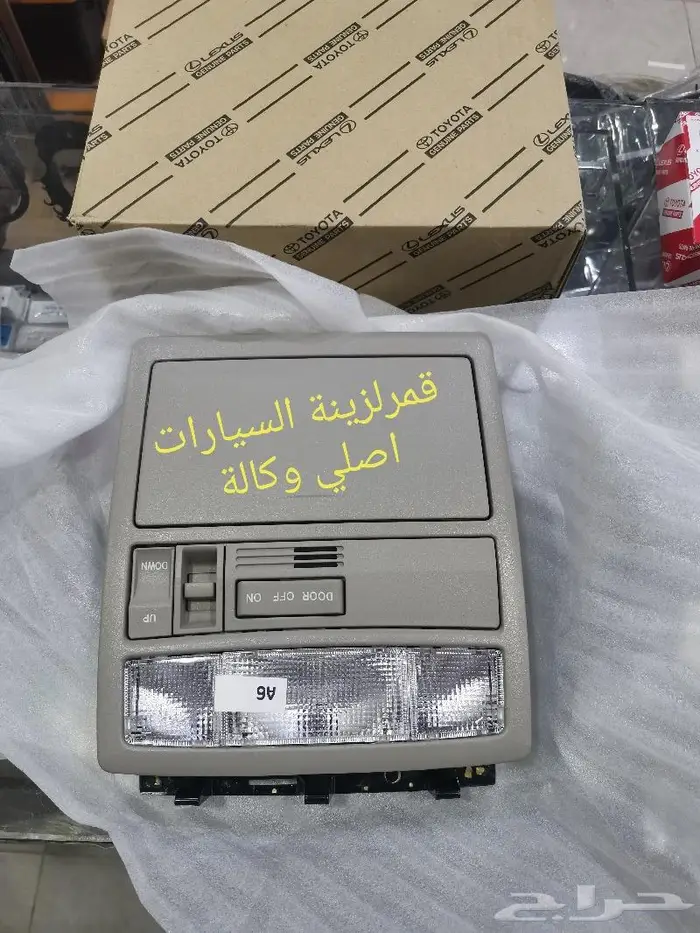 TOYOTA
GENUINE PARTS
LEXUS
GENUINE PARTS
قمرلزينة السيارات
اصلي وكالة
DOWN
UP
DOOR OFF ON
A6
حراج